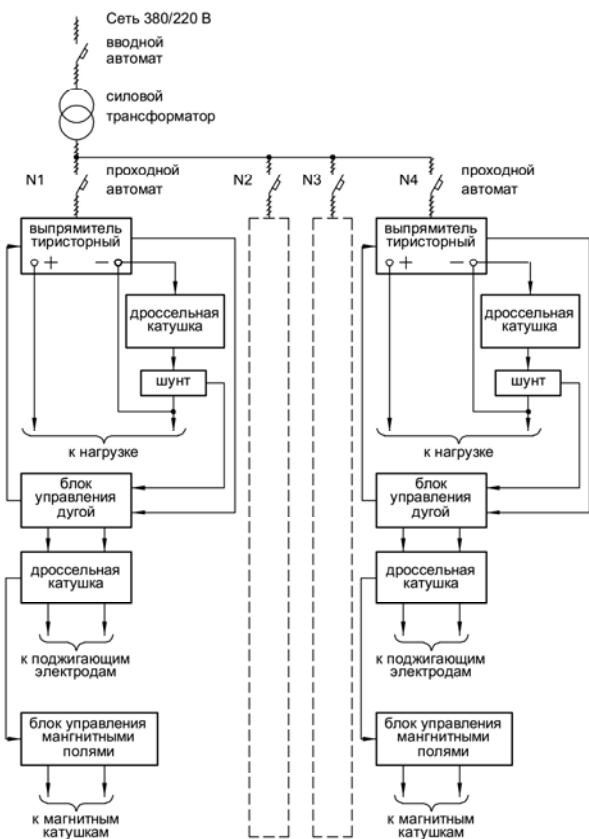 Сеть 380/220 В
вводной
автомат
силовой
трансформатор
N1
проходной
автомат
N2
N3
N4
проходной
автомат
выпрямитель
тиристорный
+ −
дроссельная
катушка
шунт
к нагрузке
блок
управления
дугой
дроссельная
катушка
к поджигающим
электродам
блок управления
мангнитными
полями
к магнитным
катушкам
выпрямитель
тиристорный
+ −
дроссельная
катушка
шунт
к нагрузке
блок
управления
дугой
дроссельная
катушка
к поджигающим
электродам
блок управления
мангнитными
полями
к магнитным
катушкам